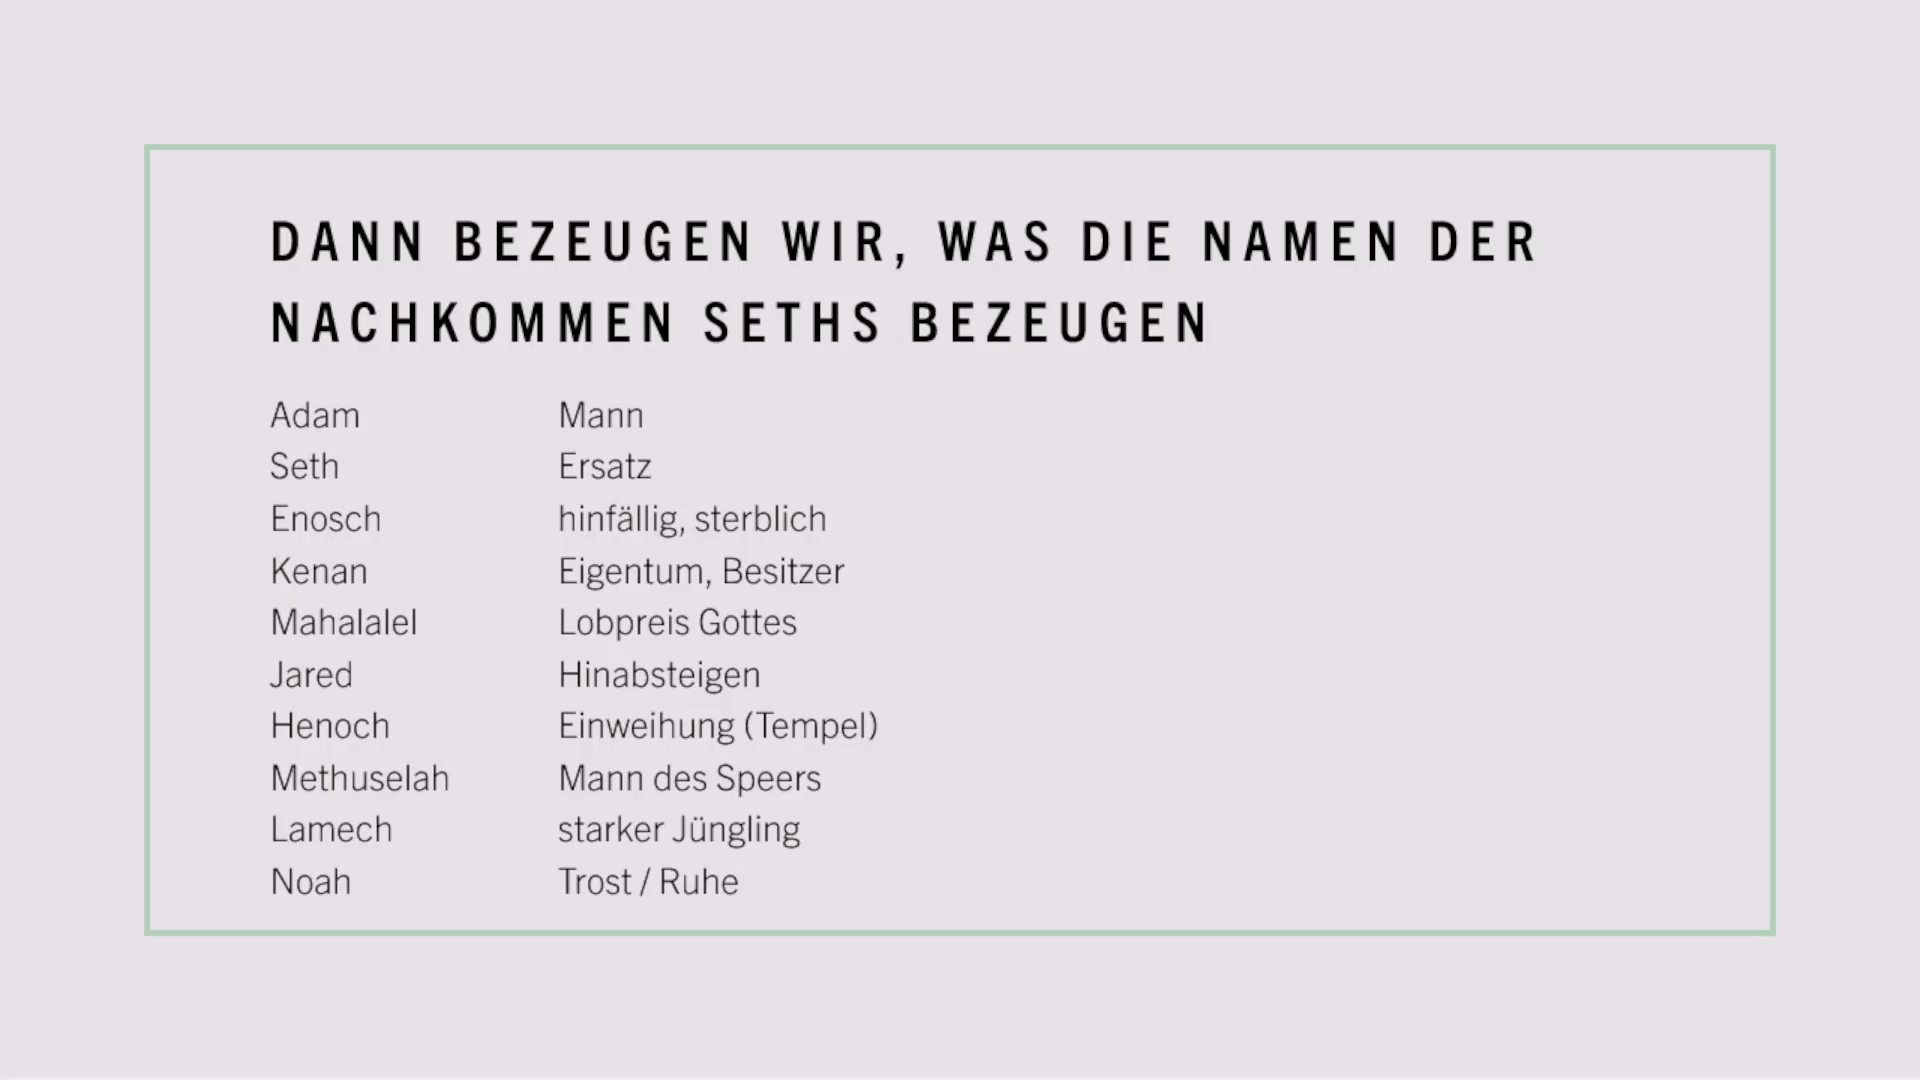 DANN BEZEUGEN WIR, WAS DIE NAMEN DER
NACHKOMMEN SETHS BEZEUGEN
Adam Mann
Seth Ersatz
Enosch hinfällig, sterblich
Kenan Eigentum, Besitzer
Mahalalel Lobpreis Gottes
Jared Hinabsteigen
Henoch Einweihung (Tempel)
Methuselah Mann des Speers
Lamech starker Jüngling
Noah Trost / Ruhe